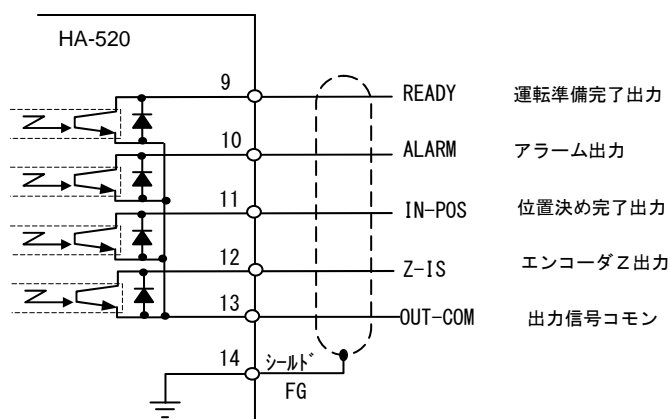 HA-520
9 READY 運転準備完了出力
10 ALARM アラーム出力
11 IN-POS 位置決め完了出力
12 Z-IS エンコーダZ出力
13 OUT-COM 出力信号コモン
14 シールド
FG